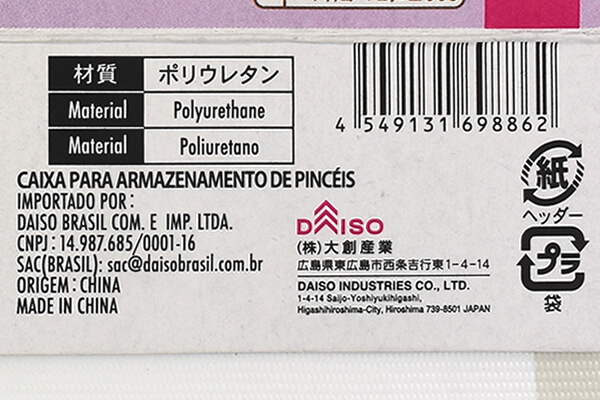 材質 ポリウレタン
Material Polyurethane
Material Poliuretano
4 549131 698862
CAIXA PARA ARMAZENAMENTO DE PINCÉIS
IMPORTADO POR:
DAISO BRASIL COM. E IMP. LTDA.
CNPJ: 14.987.685/0001-16
SAC(BRASIL): sac@daisobrasil.com.br
ORIGEM: CHINA
MADE IN CHINA
DAISO
(株)大創産業
広島県東広島市西条吉行東1-4-14
DAISO INDUSTRIES CO., LTD.
1-4-14 Saijo-Yoshiyukihigashi,
Higashihiroshima-City, Hiroshima 739-8501 JAPAN
紙
ヘッダー
プラ
袋